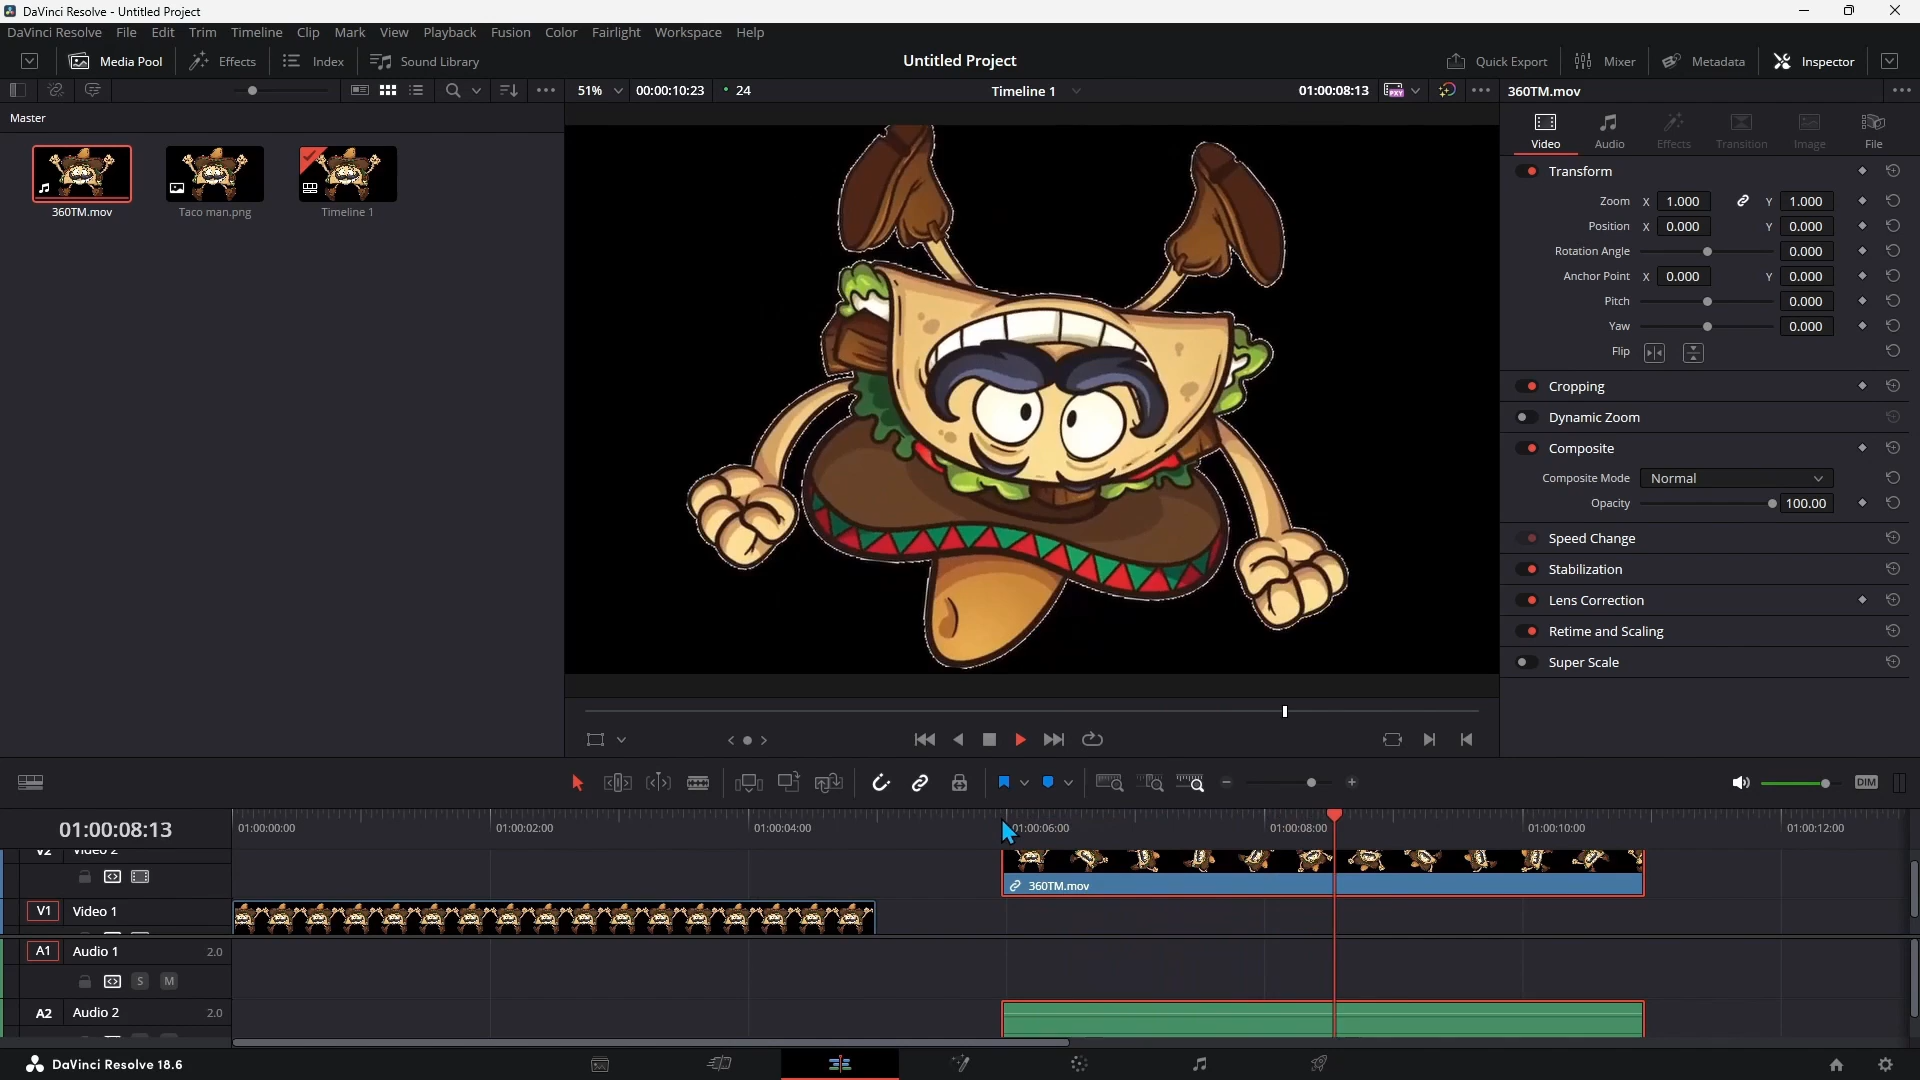 DaVinci Resolve - Untitled Project
DaVinci Resolve File Edit Trim Timeline Clip Mark View Playback Fusion Color Fairlight Workspace Help
Media Pool Effects Index Sound Library Untitled Project Quick Export Mixer Metadata Inspector
51% 00:00:10:23 24 Timeline 1 01:00:08:13 PXY 360TM.mov
Master
Video Audio Effects Transition Image File
360TM.mov Taco man.png Timeline 1
Transform
Zoom X 1.000 Y 1.000
Position X 0.000 Y 0.000
Rotation Angle 0.000
Anchor Point X 0.000 Y 0.000
Pitch 0.000
Yaw 0.000
Flip
Cropping
Dynamic Zoom
Composite
Composite Mode Normal
Opacity 100.00
Speed Change
Stabilization
Lens Correction
Retime and Scaling
Super Scale
DIM
01:00:08:13 01:00:00:00 01:00:02:00 01:00:04:00 01:00:06:00 01:00:08:00 01:00:10:00 01:00:12:00
V2 Video 2
360TM.mov
V1 Video 1
A1 Audio 1 2.0
S M
A2 Audio 2 2.0
DaVinci Resolve 18.6